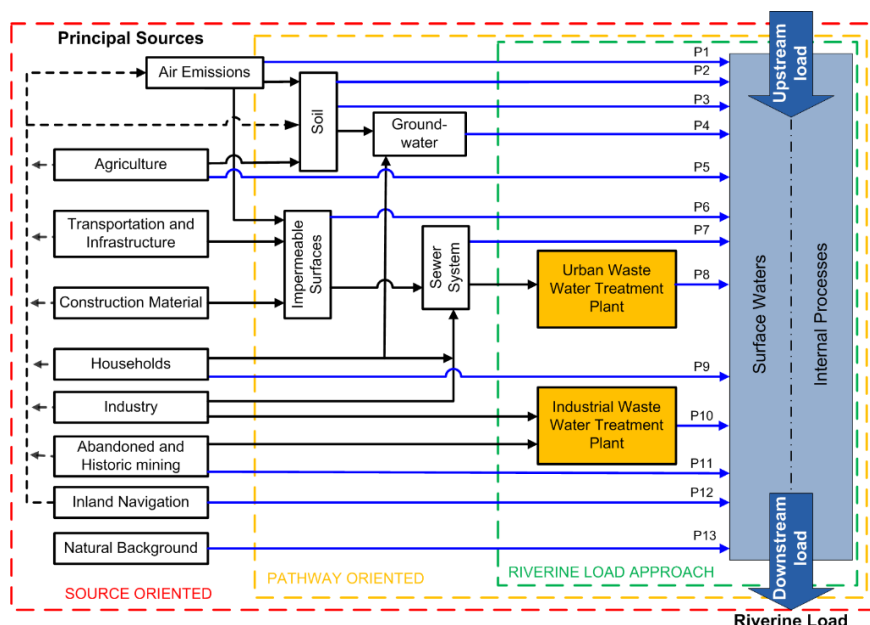 Principal Sources
Air Emissions
Soil
Ground-
water
Agriculture
Transportation and
Infrastructure
Impermeable
Surfaces
Sewer
System
Construction Material
Urban Waste
Water Treatment
Plant
Households
Industry
Industrial Waste
Water Treatment
Plant
Abandoned and
Historic mining
Inland Navigation
Natural Background
P1
P2
P3
P4
P5
P6
P7
P8
P9
P10
P11
P12
P13
Upstream
load
Surface Waters
Internal Processes
Downstream
load
SOURCE ORIENTED
PATHWAY ORIENTED
RIVERINE LOAD APPROACH
Riverine Load